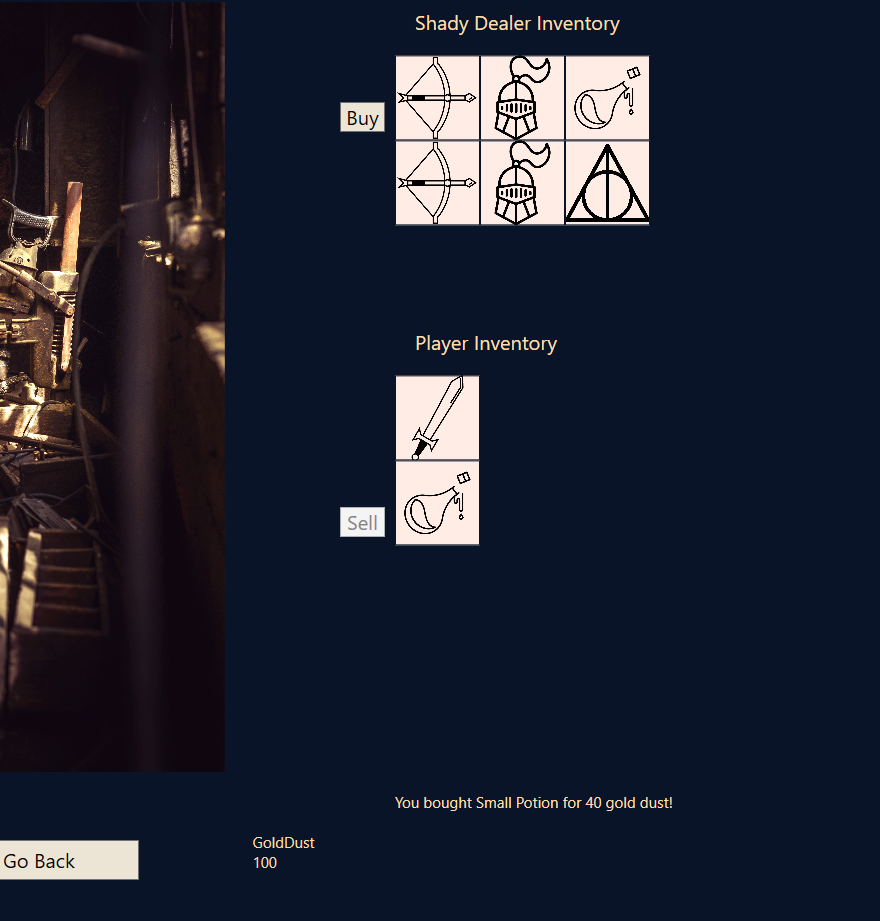 Shady Dealer Inventory
Buy
Player Inventory
Sell
You bought Small Potion for 40 gold dust!
Go Back
GoldDust
100